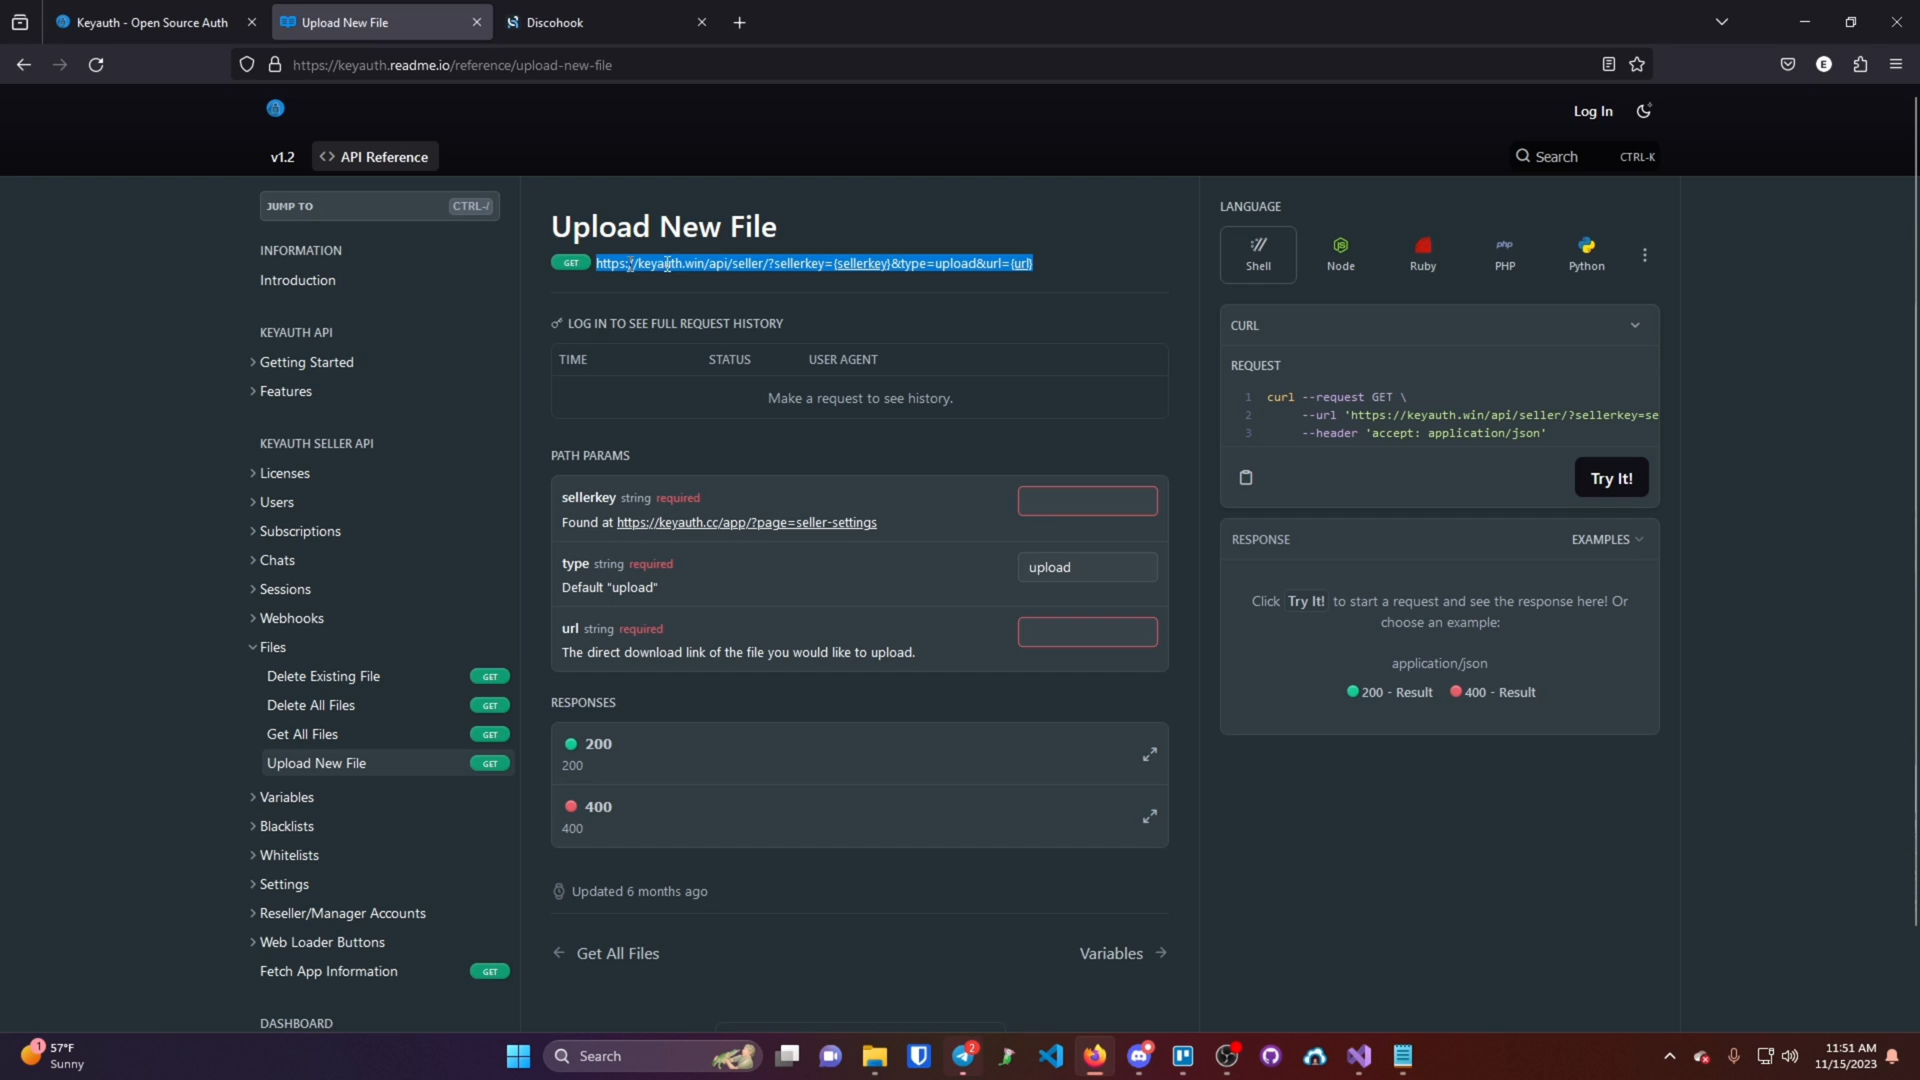 Keyauth - Open Source Auth
Upload New File
Discohook
https://keyauth.readme.io/reference/upload-new-file
E
Log In
v1.2
<> API Reference
Search CTRL-K
JUMP TO CTRL-/
INFORMATION
Introduction
KEYAUTH API
Getting Started
Features
KEYAUTH SELLER API
Licenses
Users
Subscriptions
Chats
Sessions
Webhooks
Files
Delete Existing File GET
Delete All Files GET
Get All Files GET
Upload New File GET
Variables
Blacklists
Whitelists
Settings
Reseller/Manager Accounts
Web Loader Buttons
Fetch App Information GET
DASHBOARD
Upload New File
GET https://keyauth.win/api/seller/?sellerkey={sellerkey}&type=upload&url={url}
LOG IN TO SEE FULL REQUEST HISTORY
TIME STATUS USER AGENT
Make a request to see history.
PATH PARAMS
sellerkey string required
Found at https://keyauth.cc/app/?page=seller-settings
type string required
Default "upload"
upload
url string required
The direct download link of the file you would like to upload.
RESPONSES
200
200
400
400
Updated 6 months ago
← Get All Files
Variables →
LANGUAGE
Shell
Node
Ruby
php
PHP
Python
CURL
REQUEST
1 curl --request GET \
2 --url 'https://keyauth.win/api/seller/?sellerkey=se
3 --header 'accept: application/json'
Try It!
RESPONSE EXAMPLES
Click Try It! to start a request and see the response here! Or
choose an example:
application/json
200 - Result 400 - Result
1
57°F
Sunny
Search
2
11:51 AM
11/15/2023